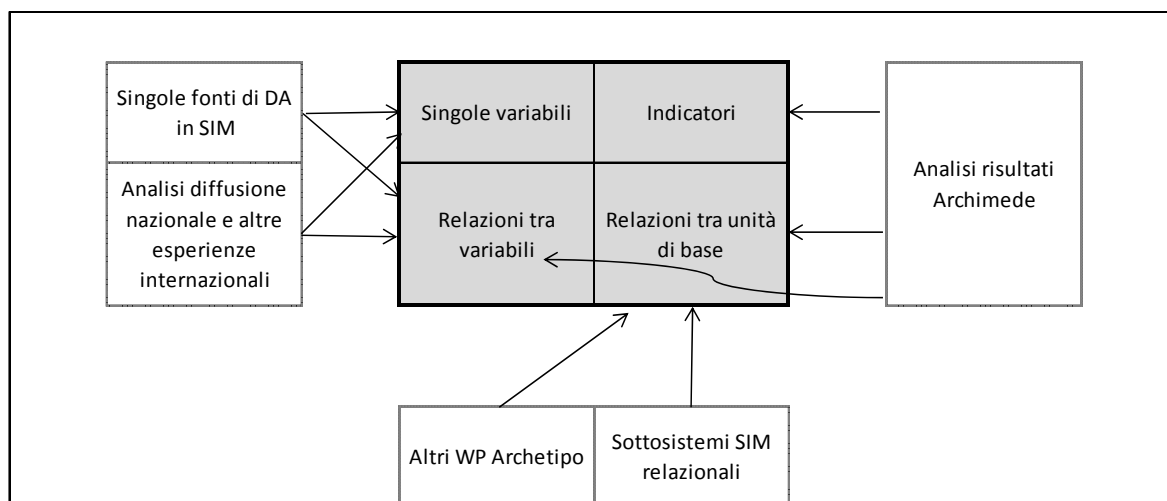 Singole fonti di DA
in SIM
Analisi diffusione
nazionale e altre
esperienze
internazionali
Singole variabili
Indicatori
Relazioni tra
variabili
Relazioni tra unità
di base
Analisi risultati
Archimede
Altri WP Archetipo
Sottosistemi SIM
relazionali